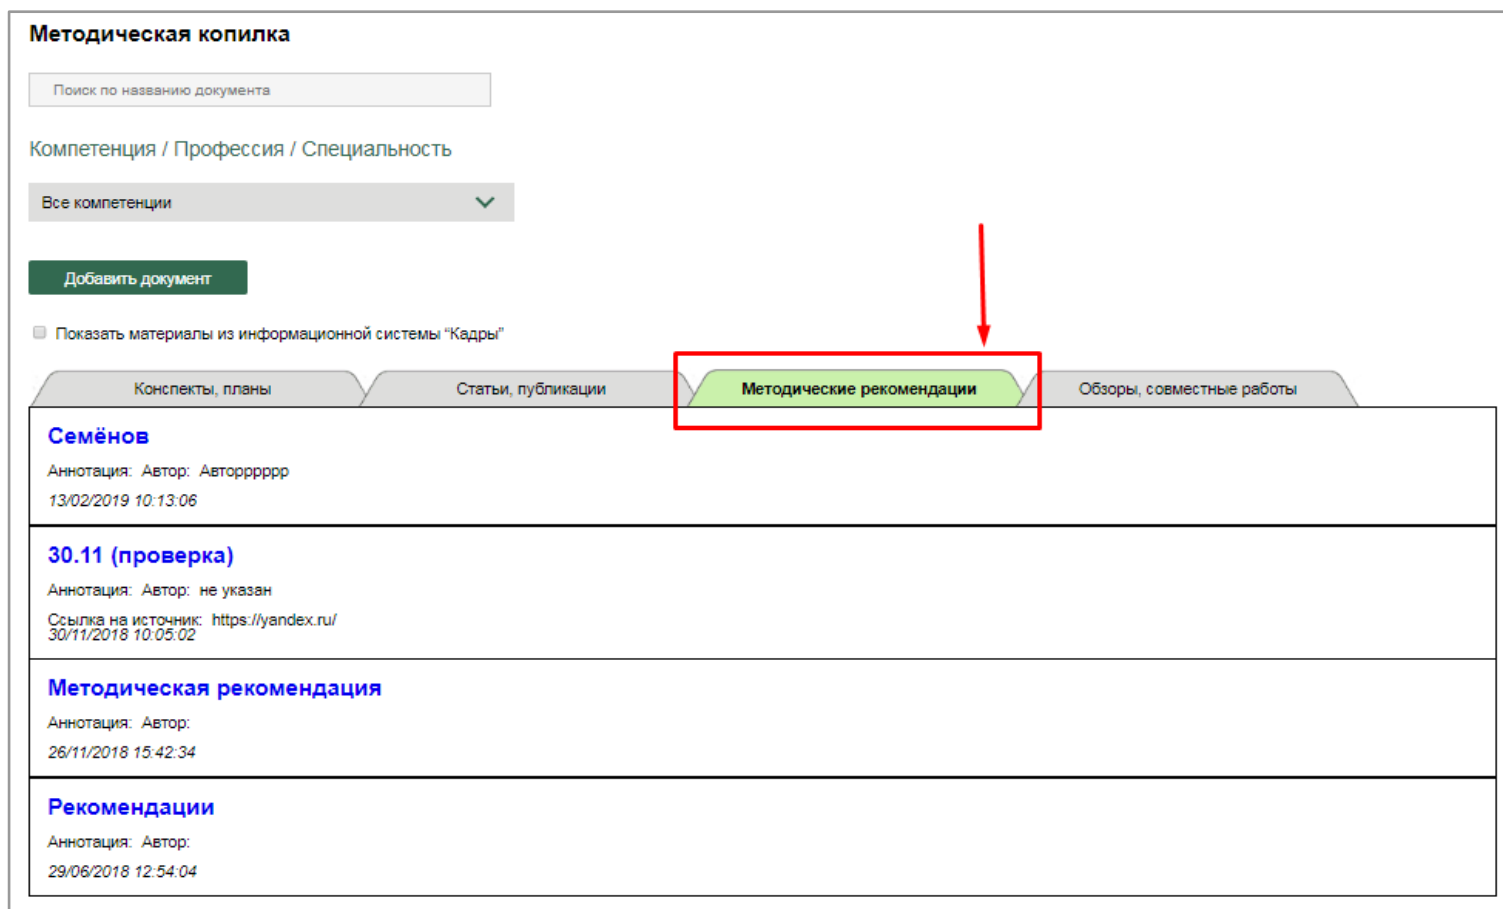 Методическая копилка
Поиск по названию документа
Компетенция / Профессия / Специальность
Все компетенции
Добавить документ
Показать материалы из информационной системы “Кадры”
Конспекты, планы
Статьи, публикации
Методические рекомендации
Обзоры, совместные работы
Семёнов
Аннотация: Автор: Авторррррр
13/02/2019 10:13:06
30.11 (проверка)
Аннотация: Автор: не указан
Ссылка на источник: https://yandex.ru/
30/11/2018 10:05:02
Методическая рекомендация
Аннотация: Автор:
26/11/2018 15:42:34
Рекомендации
Аннотация: Автор:
29/06/2018 12:54:04